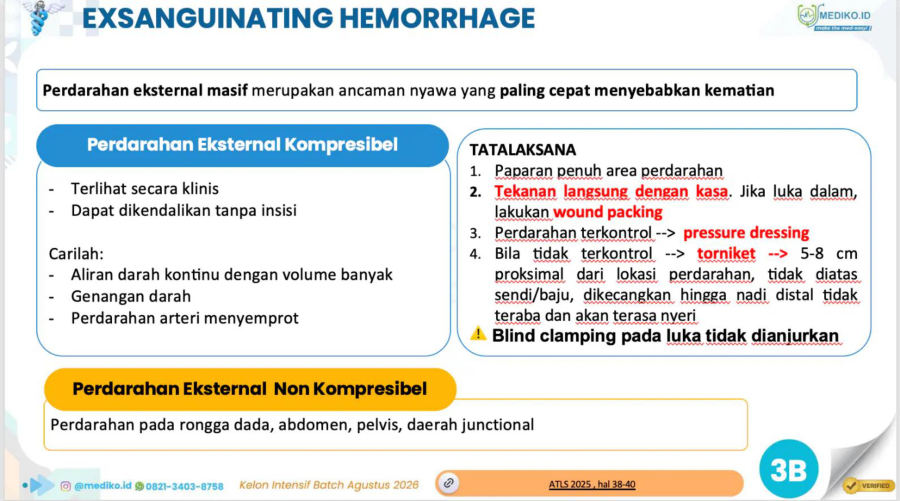 EXSANGUINATING HEMORRHAGE
MEDIKO.ID
Perdarahan eksternal masif merupakan ancaman nyawa yang paling cepat menyebabkan kematian
Perdarahan Eksternal Kompresibel
- Terlihat secara klinis
- Dapat dikendalikan tanpa insisi
Carilah:
- Aliran darah kontinu dengan volume banyak
- Genangan darah
- Perdarahan arteri menyemprot
TATALAKSANA
1. Paparan penuh area perdarahan
2. Tekanan langsung dengan kasa. Jika luka dalam,
lakukan wound packing
3. Perdarahan terkontrol --> pressure dressing
4. Bila tidak terkontrol --> torniket --> 5-8 cm
proksimal dari lokasi perdarahan, tidak diatas
sendi/baju, dikecangkan hingga nadi distal tidak
teraba dan akan terasa nyeri
Blind clamping pada luka tidak dianjurkan
Perdarahan Eksternal Non Kompresibel
Perdarahan pada rongga dada, abdomen, pelvis, daerah junctional
@mediko.id 0821-3403-8758 Kelon Intensif Batch Agustus 2026
ATLS 2025 , hal 38-40
3B
VERIFIED